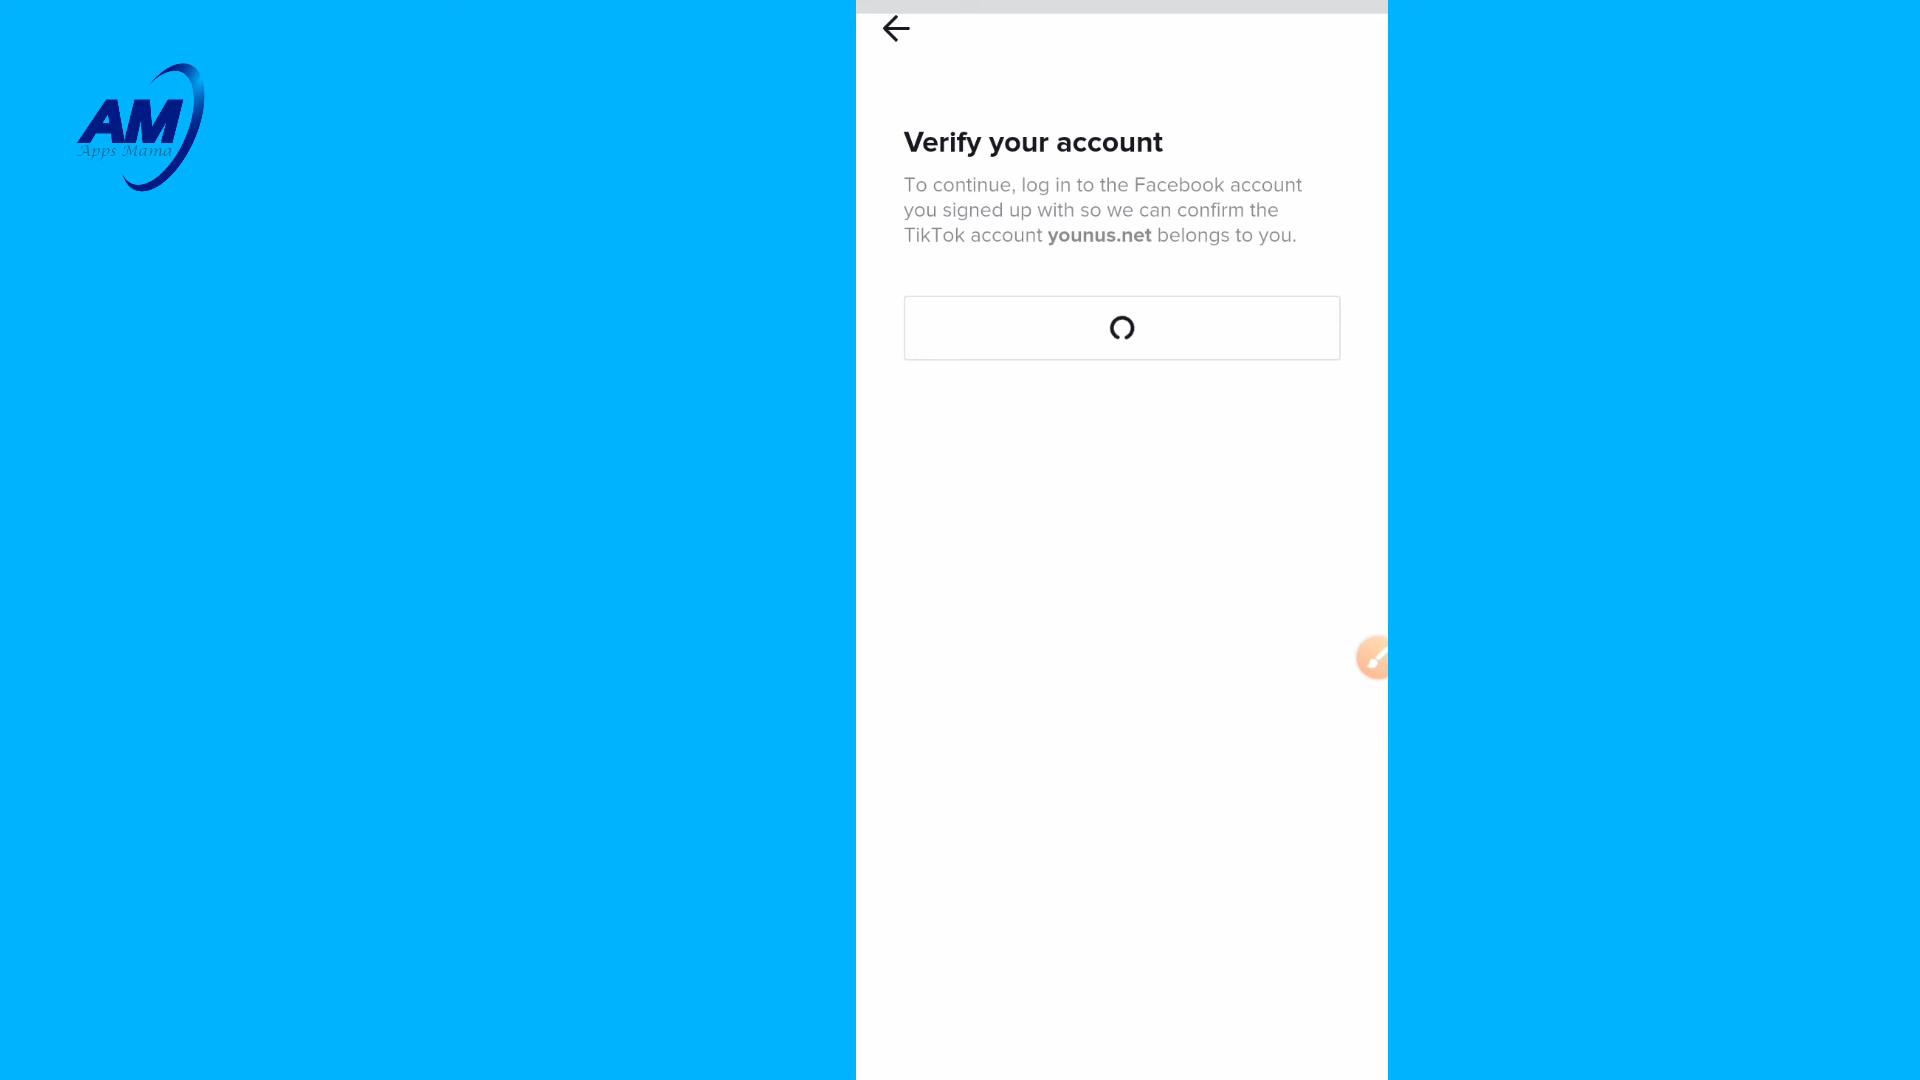 AM
Apps Mama
Verify your account
To continue, log in to the Facebook account
you signed up with so we can confirm the
TikTok account younus.net belongs to you.